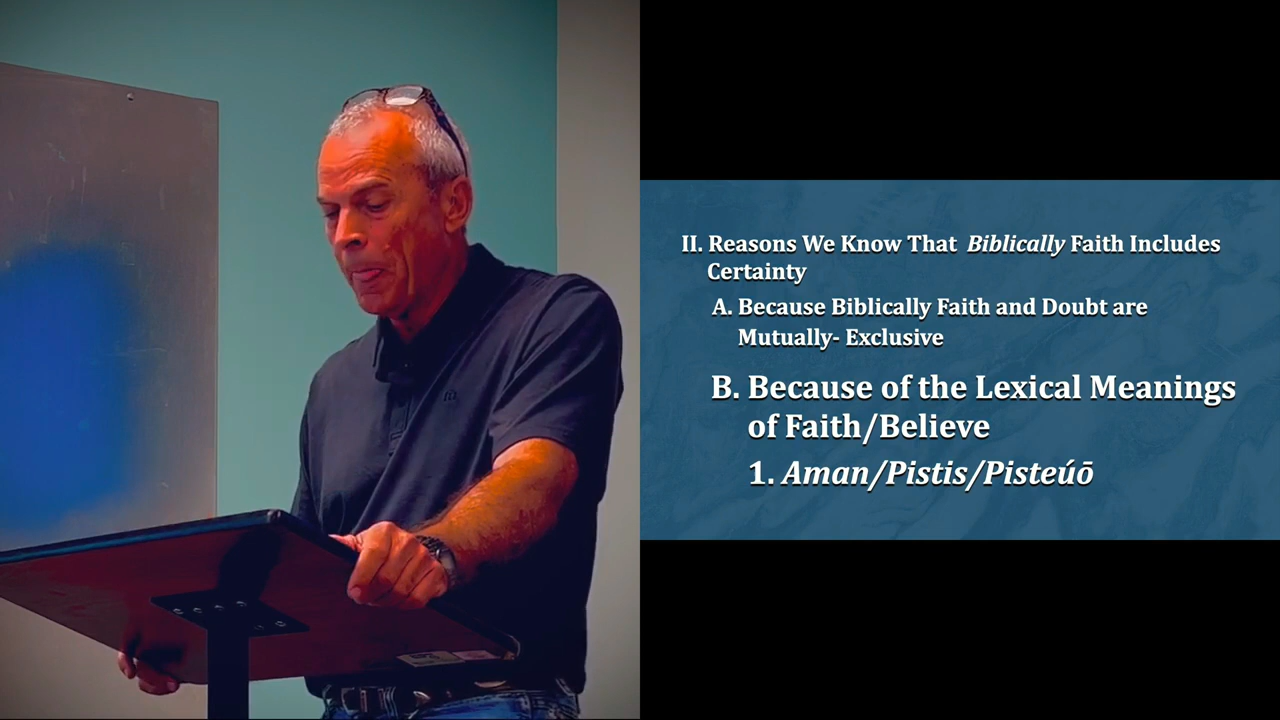 II. Reasons We Know That Biblically Faith Includes
Certainty
A. Because Biblically Faith and Doubt are
Mutually- Exclusive
B. Because of the Lexical Meanings
of Faith/Believe
1. Aman/Pistis/Pisteúō